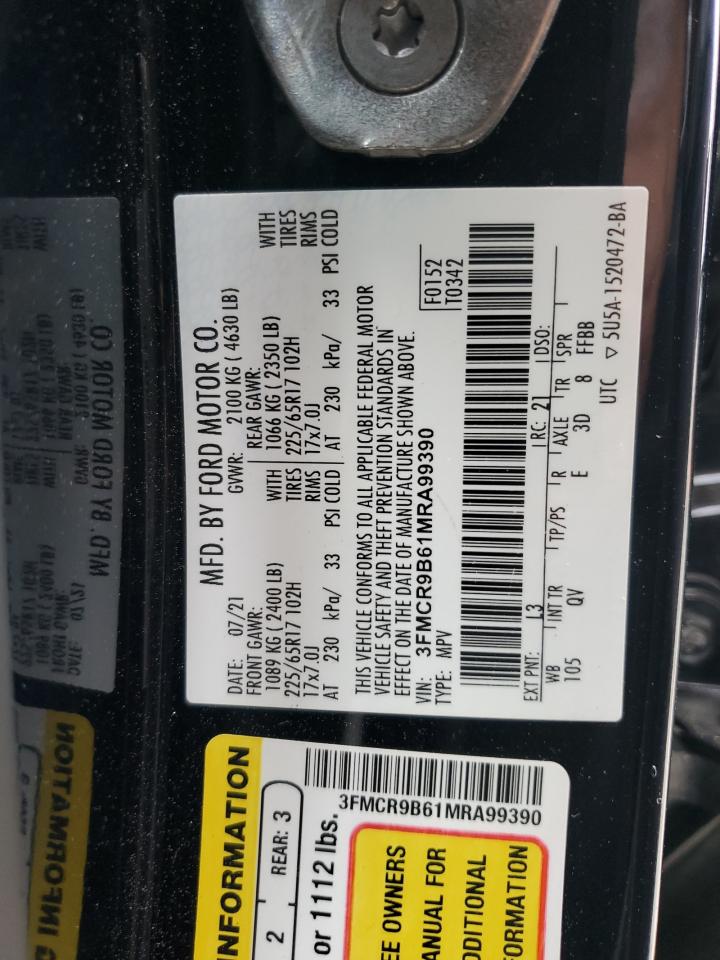 MFD. BY FORD MOTOR CO.
DATE: 07/21 GVWR: 2100 KG ( 4630 LB)
FRONT GAWR: REAR GAWR:
1089 KG ( 2400 LB) WITH 1066 KG ( 2350 LB) WITH
225/65R17 102H TIRES 225/65R17 102H TIRES
17x7.0J RIMS 17x7.0J RIMS
AT 230 kPa/ 33 PSI COLD AT 230 kPa/ 33 PSI COLD
THIS VEHICLE CONFORMS TO ALL APPLICABLE FEDERAL MOTOR
VEHICLE SAFETY AND THEFT PREVENTION STANDARDS IN
EFFECT ON THE DATE OF MANUFACTURE SHOWN ABOVE.
VIN: 3FMCR9B61MRA99390 F0152
TYPE: MPV T0342
EXT PNT: L3 RC: 21 DSO:
WB INT TR TP/PS R AXLE TR SPR
105 QV E 3D 8 FFBB
UTC ▽ 5U5A-1520472-BA
INFORMATION
2 REAR: 3
or 1112 lbs.
3FMCR9B61MRA99390
EE OWNERS
ANUAL FOR
DDITIONAL
ORMATION